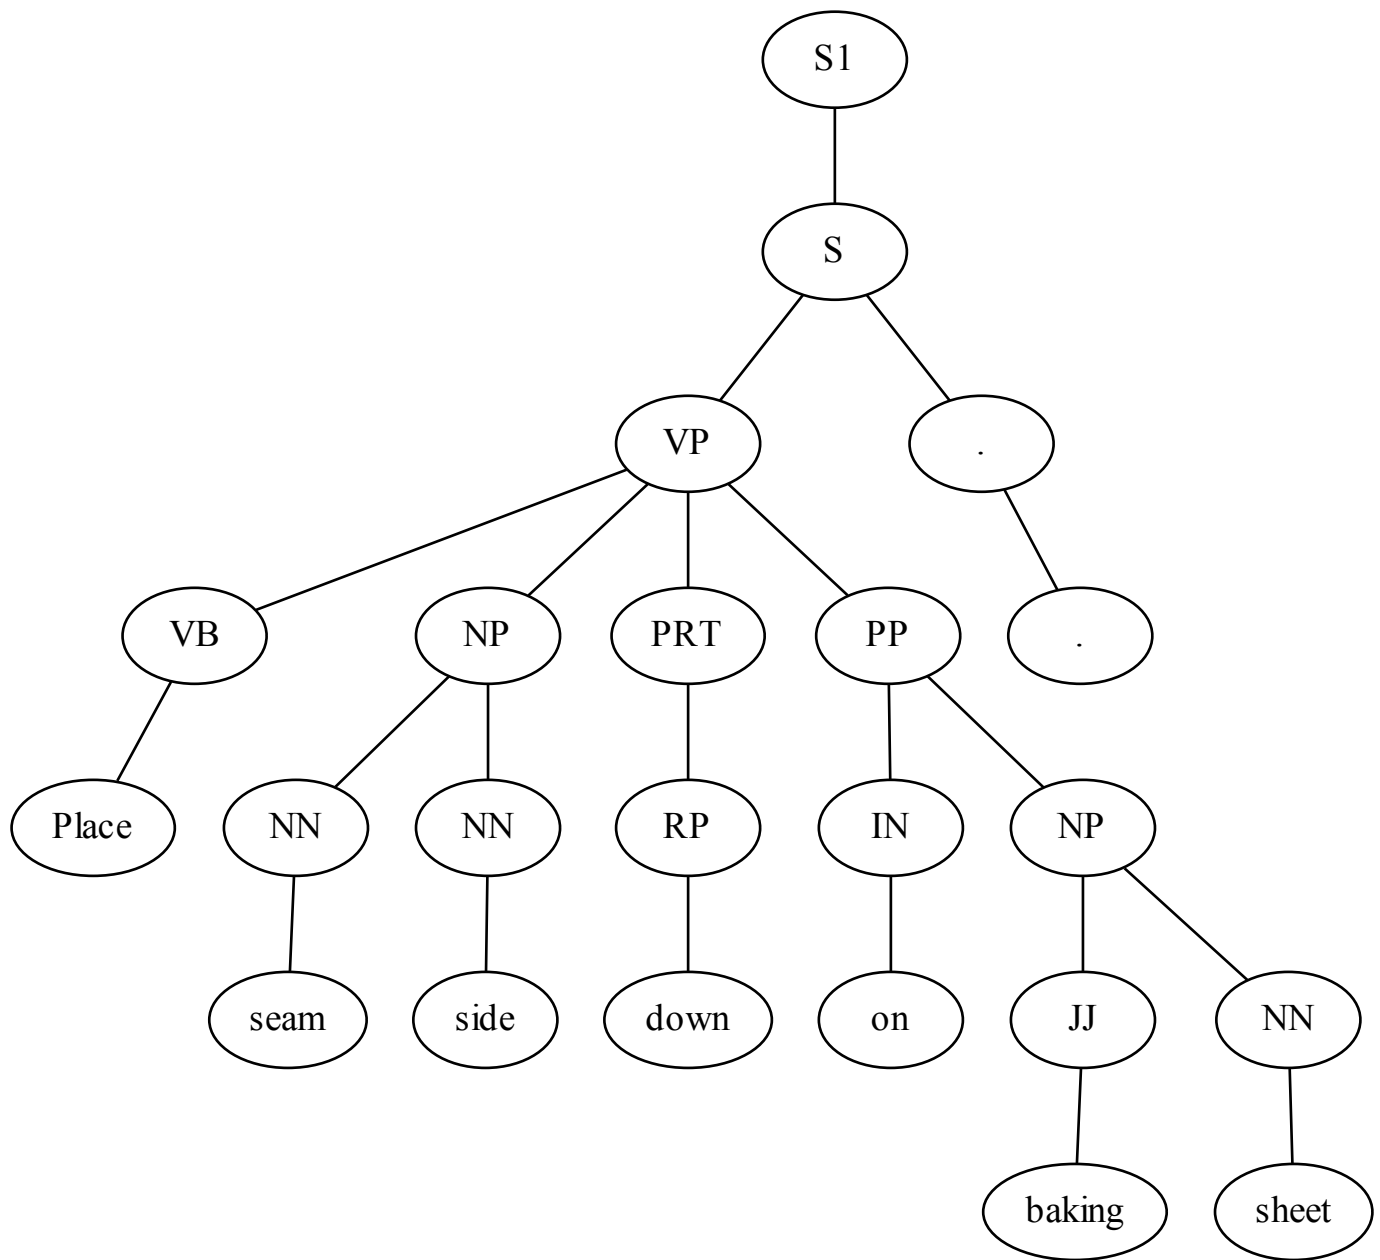 S1
S
VP .
VB NP PRT PP .
Place NN NN RP IN NP
seam side down on JJ NN
baking sheet